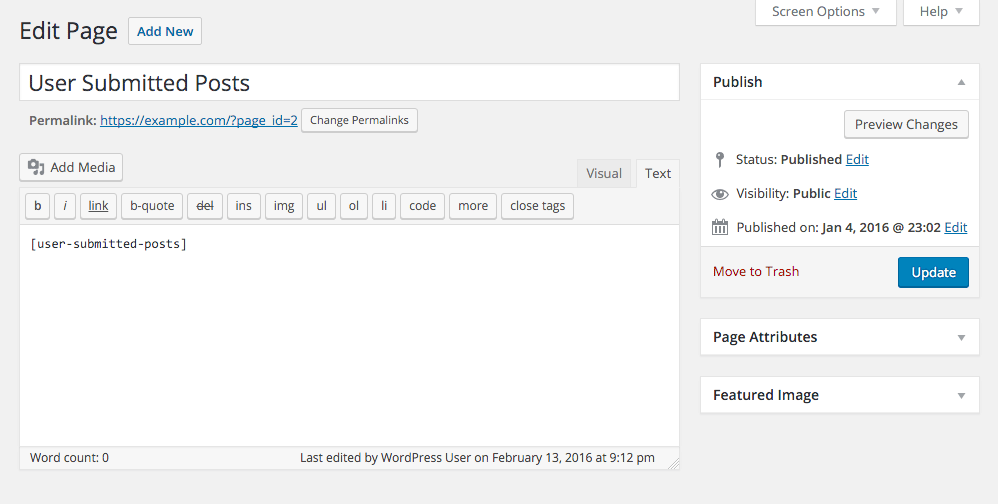 Screen Options Help
Edit Page Add New
User Submitted Posts
Permalink: https://example.com/?page_id=2 Change Permalinks
Add Media
Visual Text
b i link b-quote del ins img ul ol li code more close tags
[user-submitted-posts]
Word count: 0 Last edited by WordPress User on February 13, 2016 at 9:12 pm
Publish
Preview Changes
Status: Published Edit
Visibility: Public Edit
Published on: Jan 4, 2016 @ 23:02 Edit
Move to Trash Update
Page Attributes
Featured Image